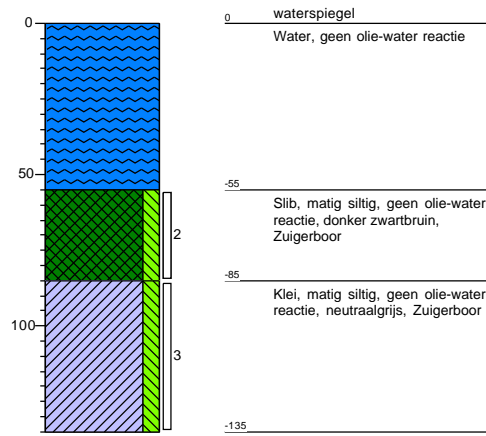 0
50
100
2
3
0
waterspiegel
Water, geen olie-water reactie
-55
Slib, matig siltig, geen olie-water
reactie, donker zwartbruin,
Zuigerboor
-85
Klei, matig siltig, geen olie-water
reactie, neutraalgrijs, Zuigerboor
-135